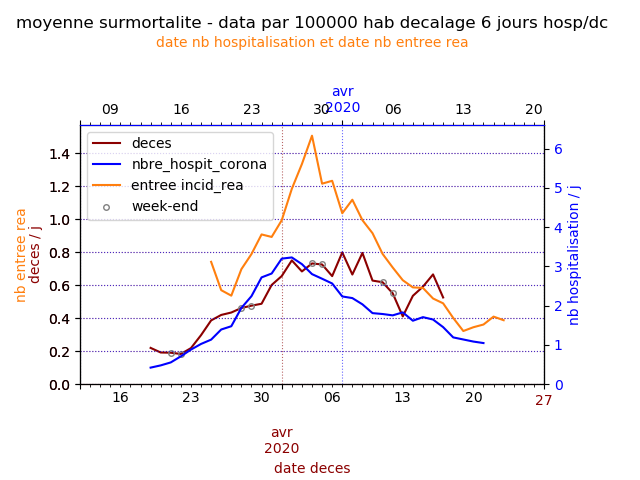 moyenne surmortalite - data par 100000 hab decalage 6 jours hosp/dc
date nb hospitalisation et date nb entree rea
avr
2020
09 16 23 30 06 13 20
deces
nbre_hospit_corona
entree incid_rea
week-end
nb entree rea
deces / j
1.4
1.2
1.0
0.8
0.6
0.4
0.2
0.0
6
5
4
3
2
1
0
nb hospitalisation / j
16 23 30 06 13 20 27
avr
2020
date deces